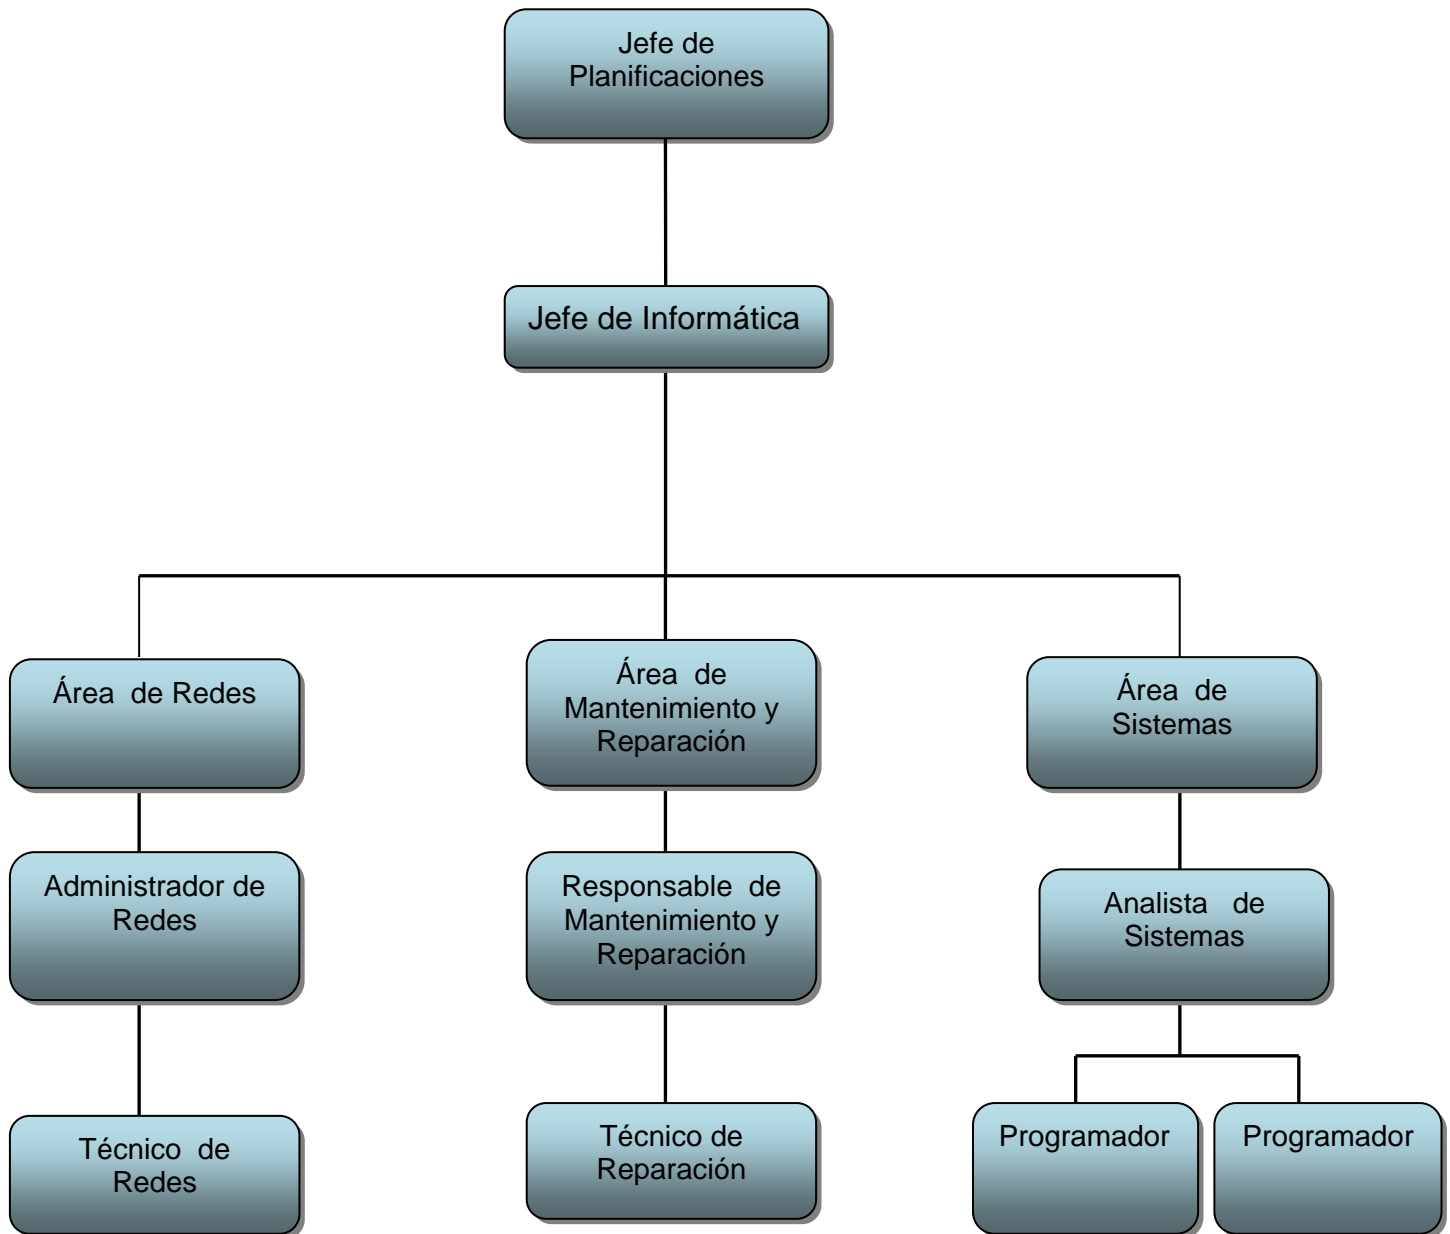 Jefe de
Planificaciones
Jefe de Informática
Área de Redes
Área de
Mantenimiento y
Reparación
Área de
Sistemas
Administrador de
Redes
Responsable de
Mantenimiento y
Reparación
Analista de
Sistemas
Técnico de
Redes
Técnico de
Reparación
Programador
Programador